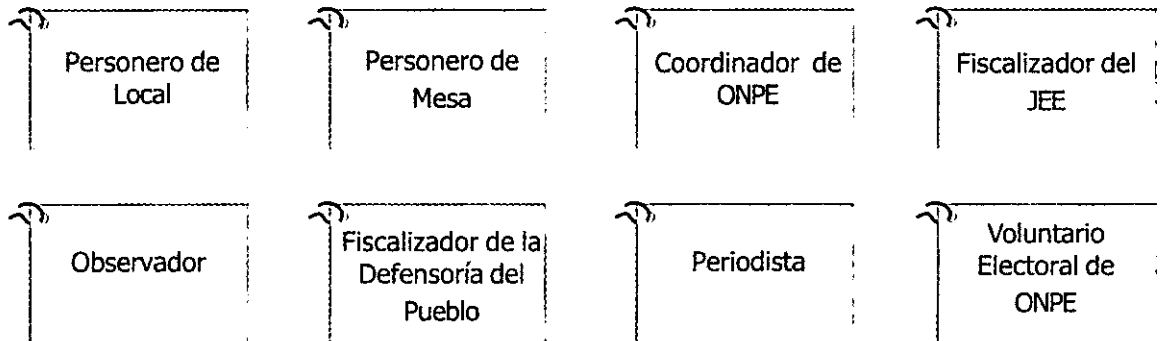 Personero de
Local
Personero de
Mesa
Coordinador de
ONPE
Fiscalizador del
JEE
Observador
Fiscalizador de la
Defensoría del
Pueblo
Periodista
Voluntario
Electoral de
ONPE